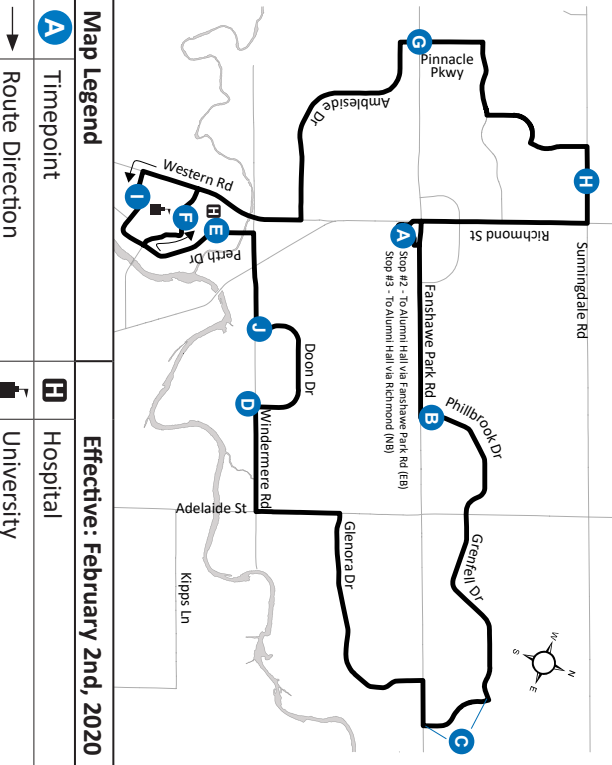 Map Legend
Effective: February 2nd, 2020
A
Timepoint
H
Hospital
Route Direction
University
Sunningdale Rd
H
Richmond St
G
Pinnacle
Pkwy
Ambleside Dr
A
Stop #2 - To Alumni Hall via Fanshawe Park Rd (EB)
Stop #3 - To Alumni Hall via Richmond (NB)
Fanshawe Park Rd
B
Phillbrook Dr
Grenfell Dr
C
Glenora Dr
Adelaide St
Windermere Rd
D
Doon Dr
J
Perth Dr
E
H
F
I
Western Rd
Kipps Ln
N
E
S
W